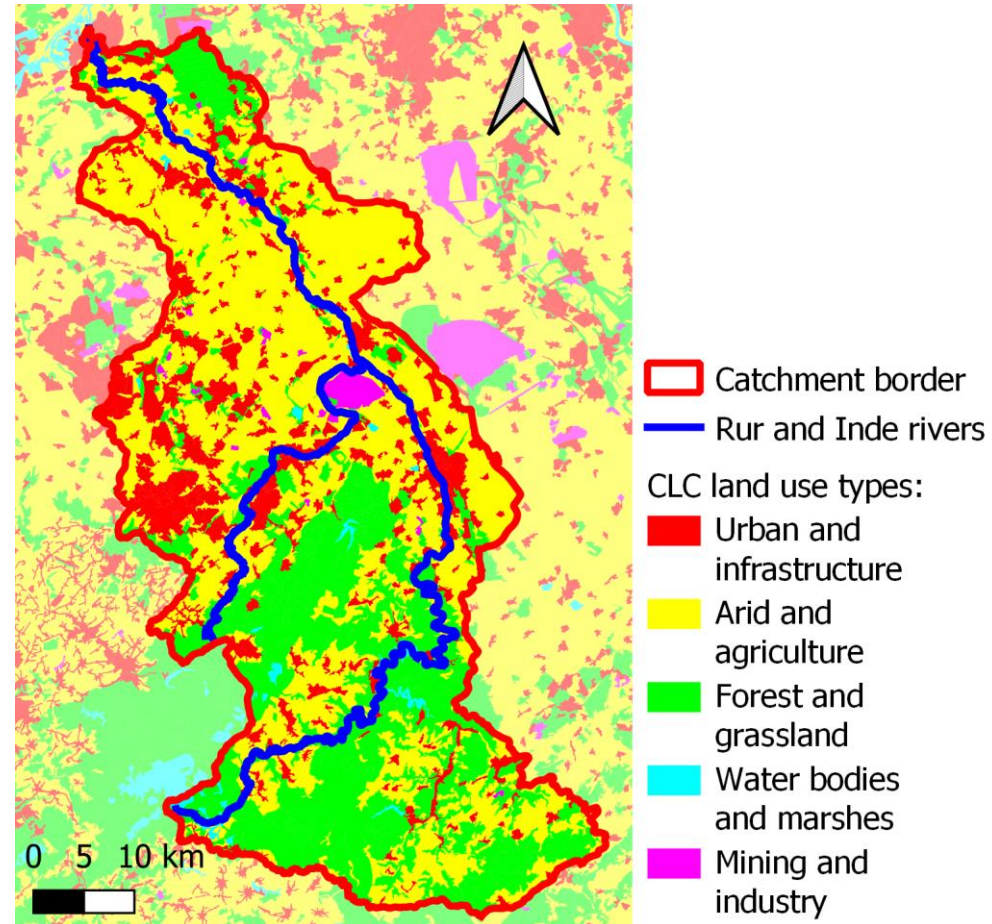 Catchment border
Rur and Inde rivers
CLC land use types:
Urban and
infrastructure
Arid and
agriculture
Forest and
grassland
Water bodies
and marshes
Mining and
industry
0 5 10 km